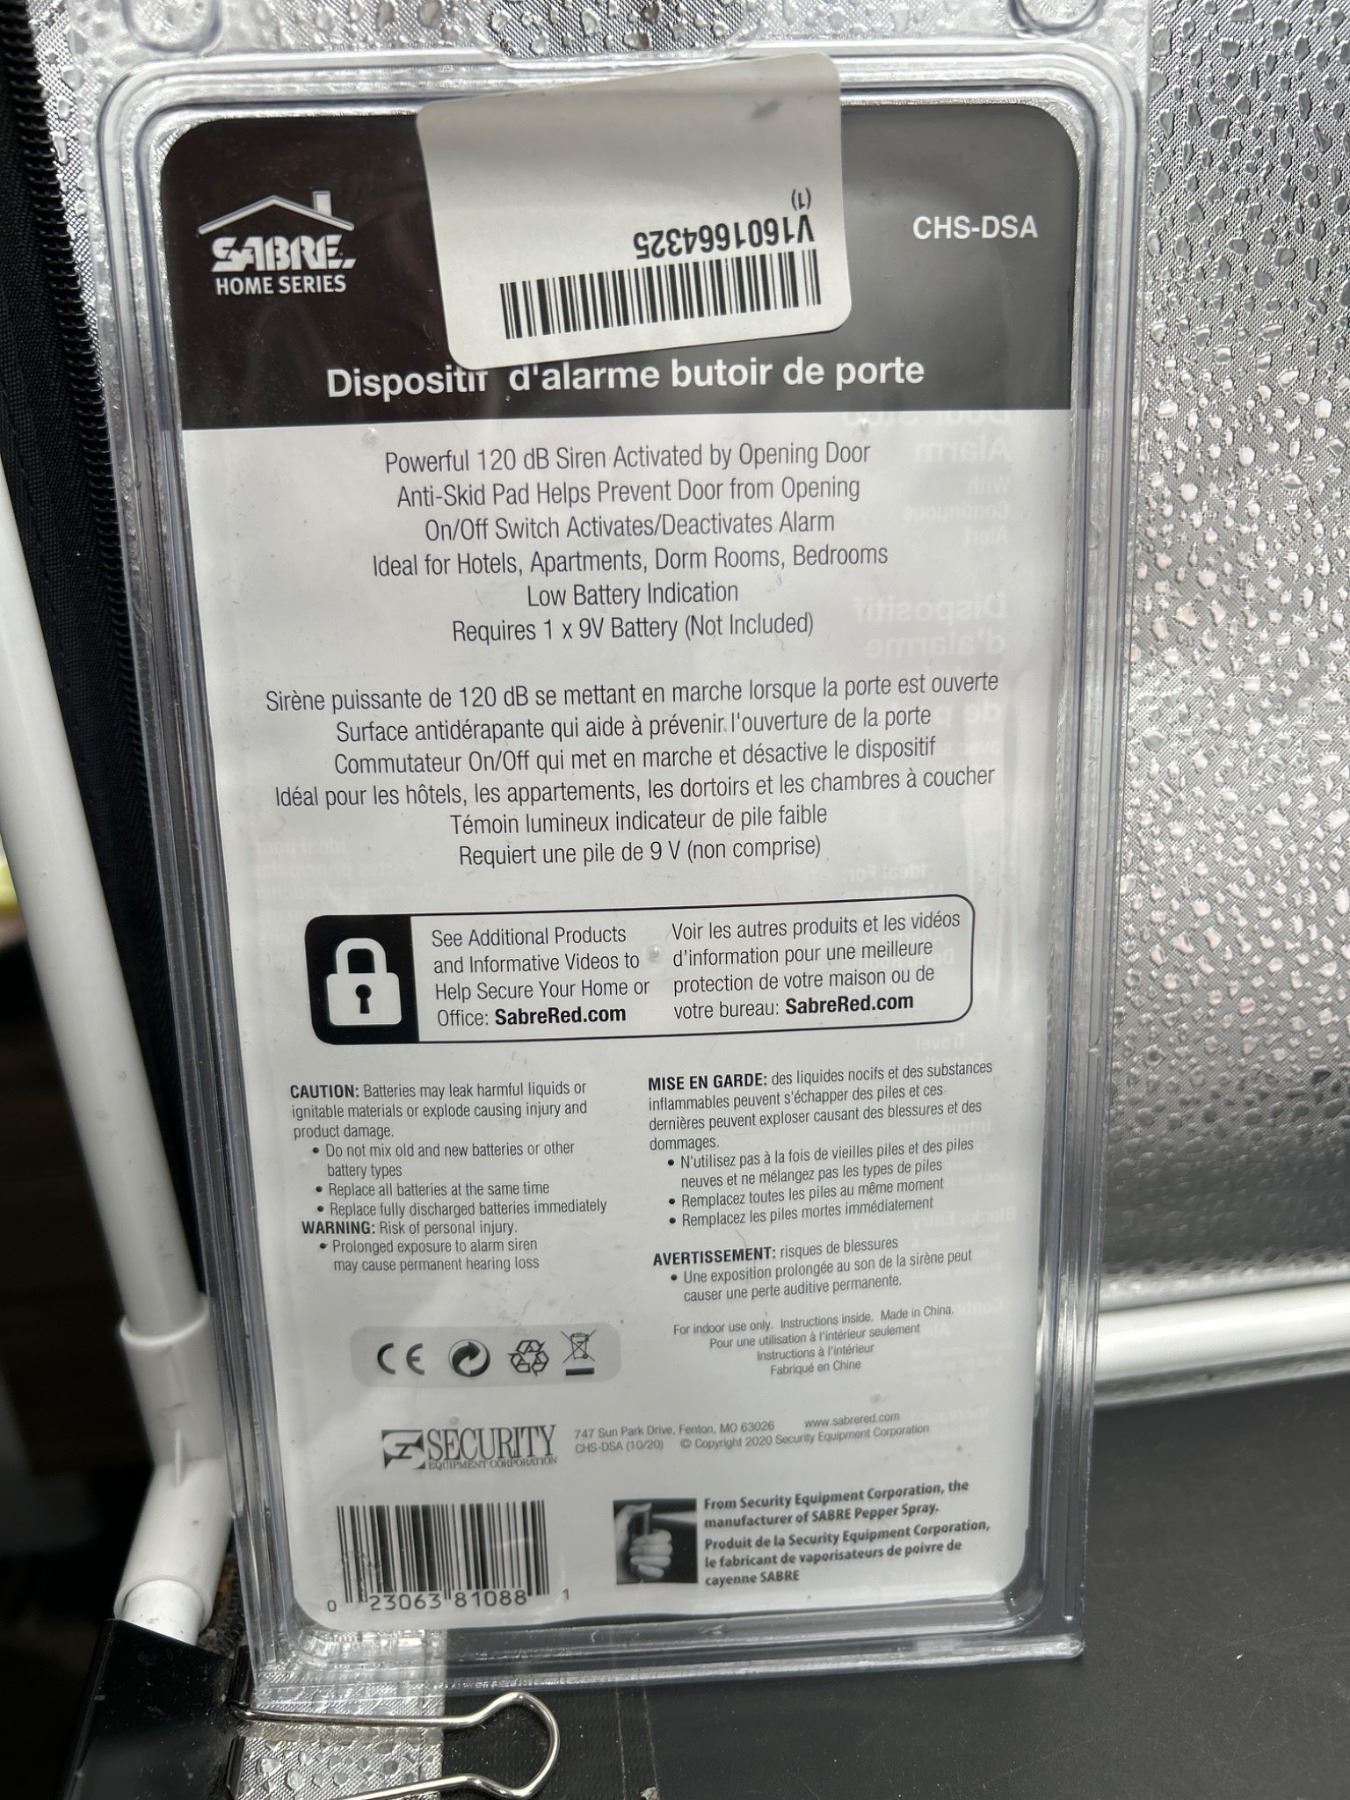 V1601664325
(1)
SABRE
HOME SERIES
CHS-DSA
Dispositif d'alarme butoir de porte
Powerful 120 dB Siren Activated by Opening Door
Anti-Skid Pad Helps Prevent Door from Opening
On/Off Switch Activates/Deactivates Alarm
Ideal for Hotels, Apartments, Dorm Rooms, Bedrooms
Low Battery Indication
Requires 1 x 9V Battery (Not Included)
Sirène puissante de 120 dB se mettant en marche lorsque la porte est ouverte
Surface antidérapante qui aide à prévenir l'ouverture de la porte
Commutateur On/Off qui met en marche et désactive le dispositif
Idéal pour les hôtels, les appartements, les dortoirs et les chambres à coucher
Témoin lumineux indicateur de pile faible
Requiert une pile de 9 V (non comprise)
See Additional Products
and Informative Videos to
Help Secure Your Home or
Office: SabreRed.com
Voir les autres produits et les vidéos
d'information pour une meilleure
protection de votre maison ou de
votre bureau: SabreRed.com
CAUTION: Batteries may leak harmful liquids or
ignitable materials or explode causing injury and
product damage.
• Do not mix old and new batteries or other
battery types
• Replace all batteries at the same time
• Replace fully discharged batteries immediately
WARNING: Risk of personal injury.
• Prolonged exposure to alarm siren
may cause permanent hearing loss
MISE EN GARDE: des liquides nocifs et des substances
inflammables peuvent s'échapper des piles et ces
dernières peuvent exploser causant des blessures et des
dommages.
• N'utilisez pas à la fois de vieilles piles et des piles
neuves et ne mélangez pas les types de piles
• Remplacez toutes les piles au même moment
• Remplacez les piles mortes immédiatement
AVERTISSEMENT: risques de blessures
• Une exposition prolongée au son de la sirène peut
causer une perte auditive permanente.
For indoor use only. Instructions inside. Made in China.
Pour une utilisation à l'intérieur seulement
Instructions à l'intérieur
Fabriqué en Chine
CE
SECURITY
EQUIPMENT CORPORATION
747 Sun Park Drive, Fenton, MO 63026 www.sabrered.com
CHS-DSA (10/20) © Copyright 2020 Security Equipment Corporation
0 23063 81088 1
From Security Equipment Corporation, the
manufacturer of SABRE Pepper Spray.
Produit de la Security Equipment Corporation,
le fabricant de vaporisateurs de poivre de
cayenne SABRE